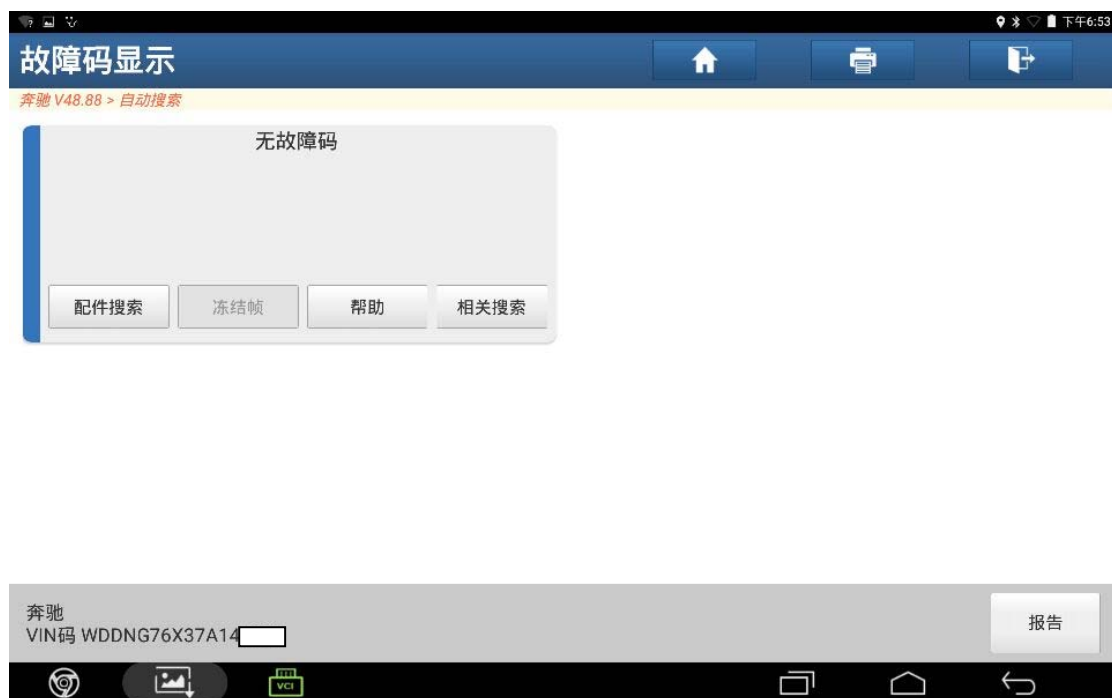 下午6:53
故障码显示
奔驰 V48.88 > 自动搜索
无故障码
配件搜索
冻结帧
帮助
相关搜索
奔驰
VIN码 WDDNG76X37A14
报告
VCI